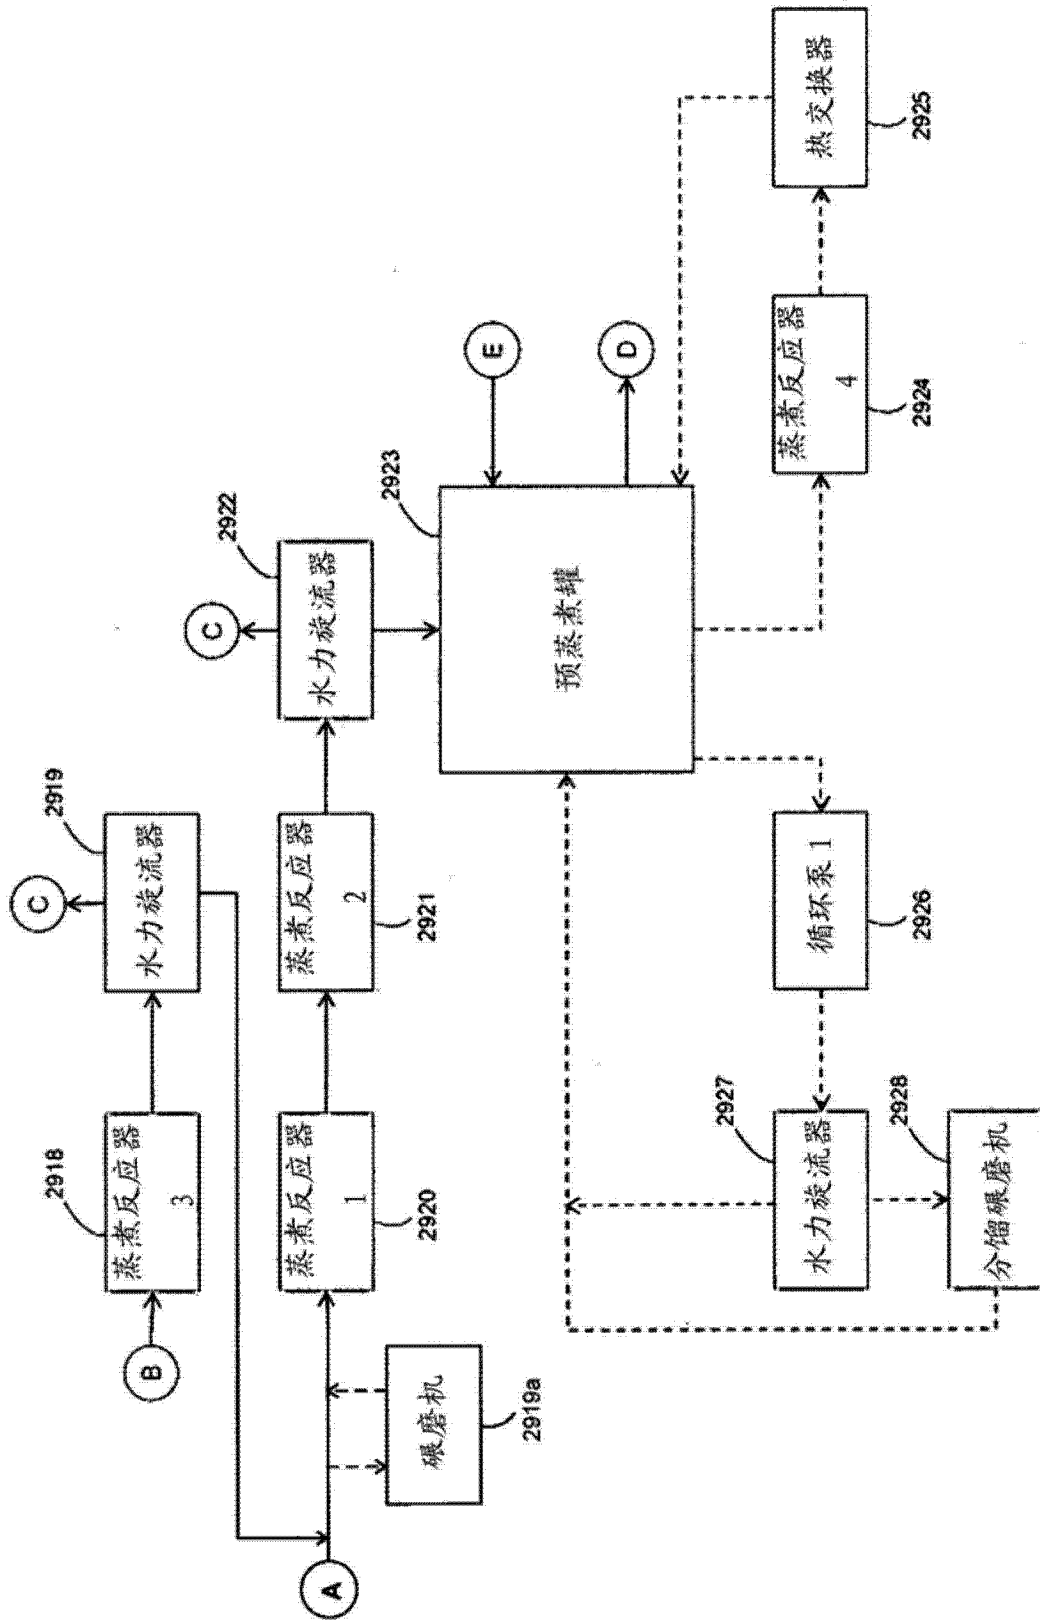 B
蒸煮反应器
3
2918
水力旋流器
2919
C
A
碾磨机
2919a
蒸煮反应器
1
2920
蒸煮反应器
2
2921
水力旋流器
2922
C
预蒸煮罐
2923
E
D
蒸煮反应器
4
2924
热交换器
2925
循环泵1
2926
水力旋流器
2927
分馏碾磨机
2928